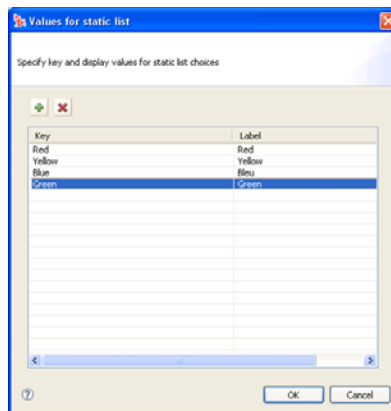 Values for static list
Specify key and display values for static list choices
Key Label
Red Red
Yellow Yellow
Blue Bleu
Green Green
OK Cancel